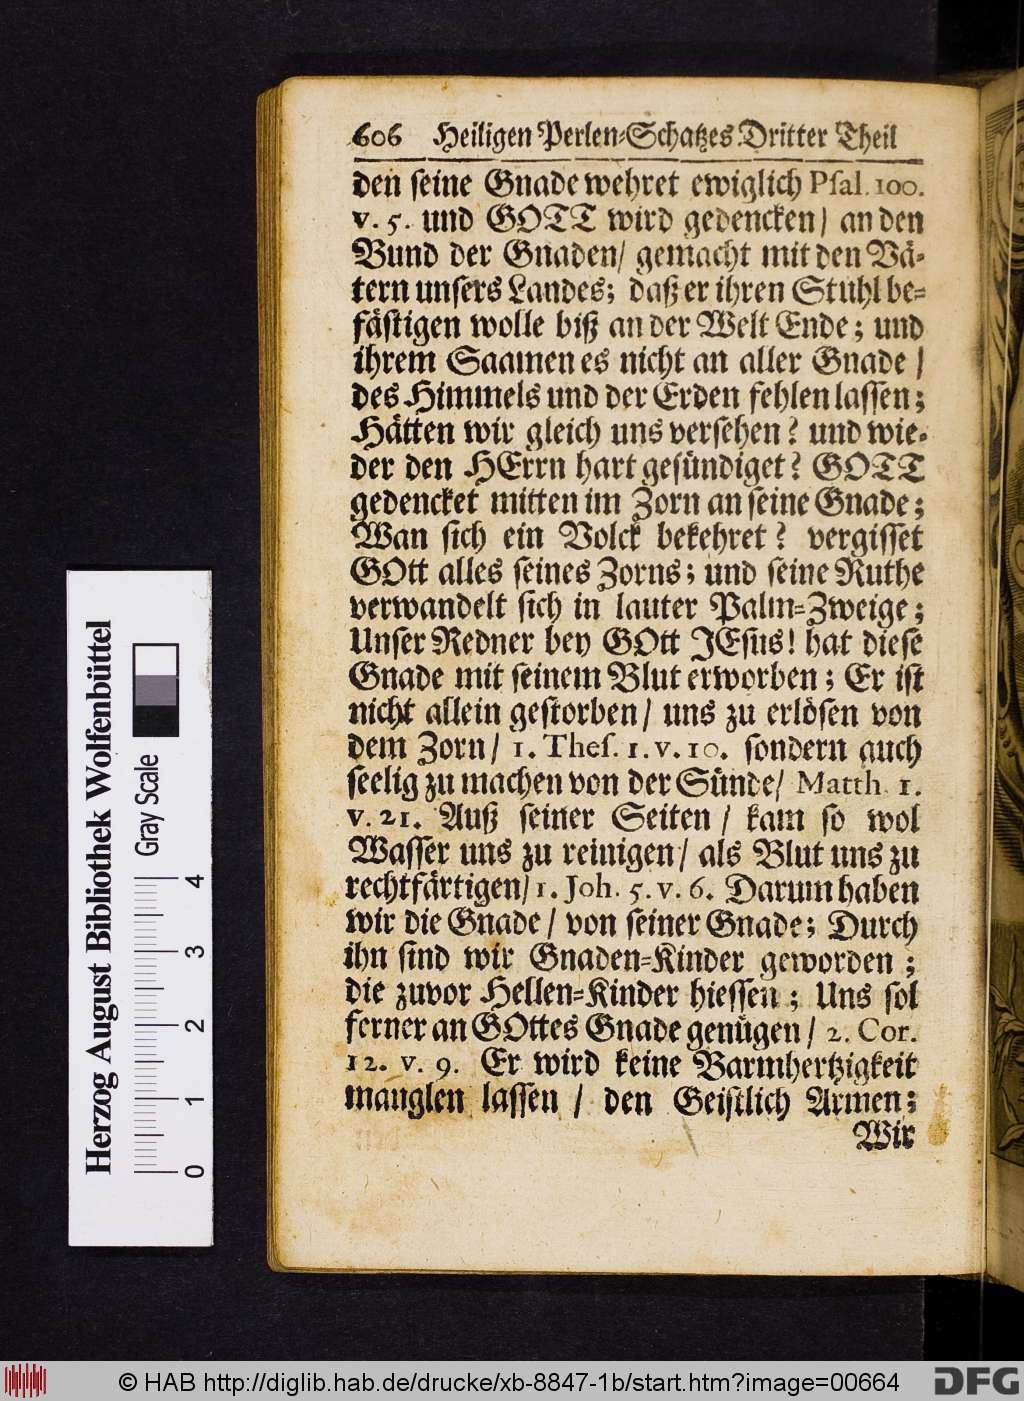 606 Heiligen Perlen-Schatzes Dritter Theil
den seine Gnade wehret ewiglich Psal. 100.
v. 5. und GOTT wird gedencken / an den
Bund der Gnaden / gemacht mit den Vä-
tern unsers Landes; daß er ihren Stuhl be-
fästigen wolle biß an der Welt Ende; und
ihrem Saamen es nicht an aller Gnade /
des Himmels und der Erden fehlen lassen;
Hätten wir gleich uns versehen? und wie-
der den HErrn hart gesündiget? GOTT
gedencket mitten im Zorn an seine Gnade;
Wan sich ein Volck bekehret? vergisset
GOtt alles seines Zorns; und seine Ruthe
verwandelt sich in lauter Palm-Zweige;
Unser Redner bey GOtt JEsus! hat diese
Gnade mit seinem Blut erworben; Er ist
nicht allein gestorben / uns zu erlösen von
dem Zorn / 1. Thes. 1. v. 10. sondern auch
seelig zu machen von der Sünde / Matth. 1.
v. 21. Auß seiner Seiten / kam so wol
Wasser uns zu reinigen / als Blut uns zu
rechtfärtigen / 1. Joh. 5. v. 6. Darum haben
wir die Gnade / von seiner Gnade; Durch
ihn sind wir Gnaden-Kinder geworden;
die zuvor Hellen-Kinder hiessen; Uns sol
ferner an GOttes Gnade genügen / 2. Cor.
12. v. 9. Er wird keine Barmhertzigkeit
manglen lassen / den Geistlich Armen;
Wir
Herzog August Bibliothek Wolfenbüttel
Gray Scale
0 1 2 3 4
© HAB http://diglib.hab.de/drucke/xb-8847-1b/start.htm?image=00664
DFG